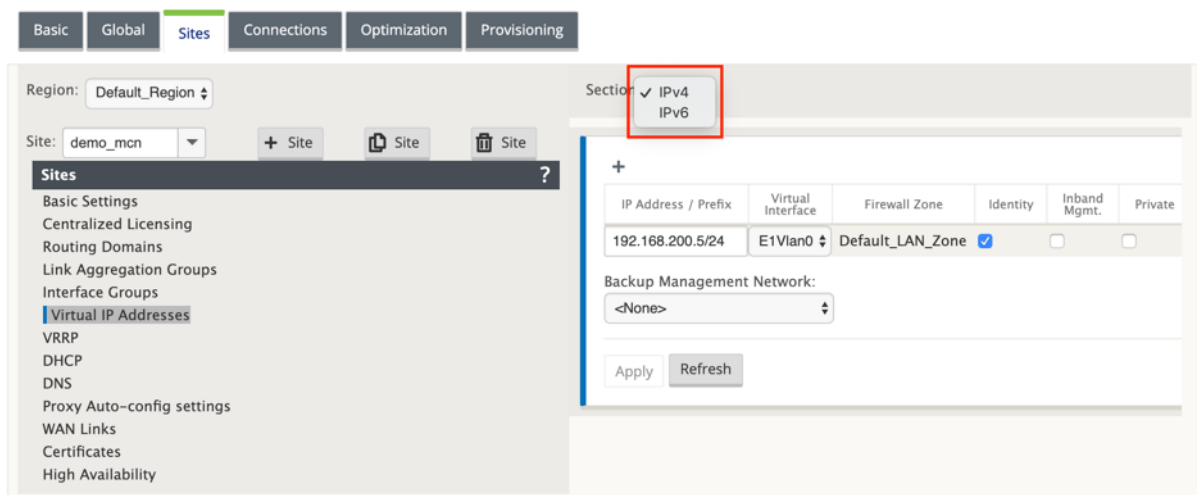 Basic Global Sites Connections Optimization Provisioning
Region: Default_Region
Site: demo_mcn + Site Site Site
Sites ?
Basic Settings
Centralized Licensing
Routing Domains
Link Aggregation Groups
Interface Groups
Virtual IP Addresses
VRRP
DHCP
DNS
Proxy Auto-config settings
WAN Links
Certificates
High Availability
Section
✓ IPv4
IPv6
+
IP Address / Prefix Virtual Interface Firewall Zone Identity Inband Mgmt. Private
192.168.200.5/24 E1Vlan0 Default_LAN_Zone
Backup Management Network:
<None>
Apply Refresh